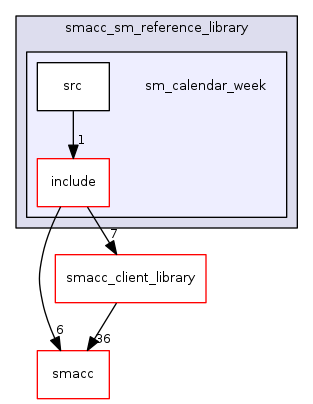 smacc_sm_reference_library
src
sm_calendar_week
1
include
7
smacc_client_library
6
36
smacc